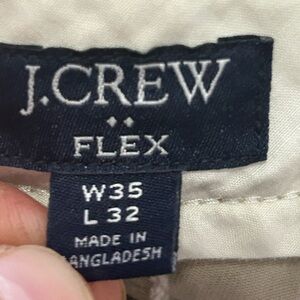 J.CREW
FLEX
W35
L 32
MADE IN
ANGLADESH